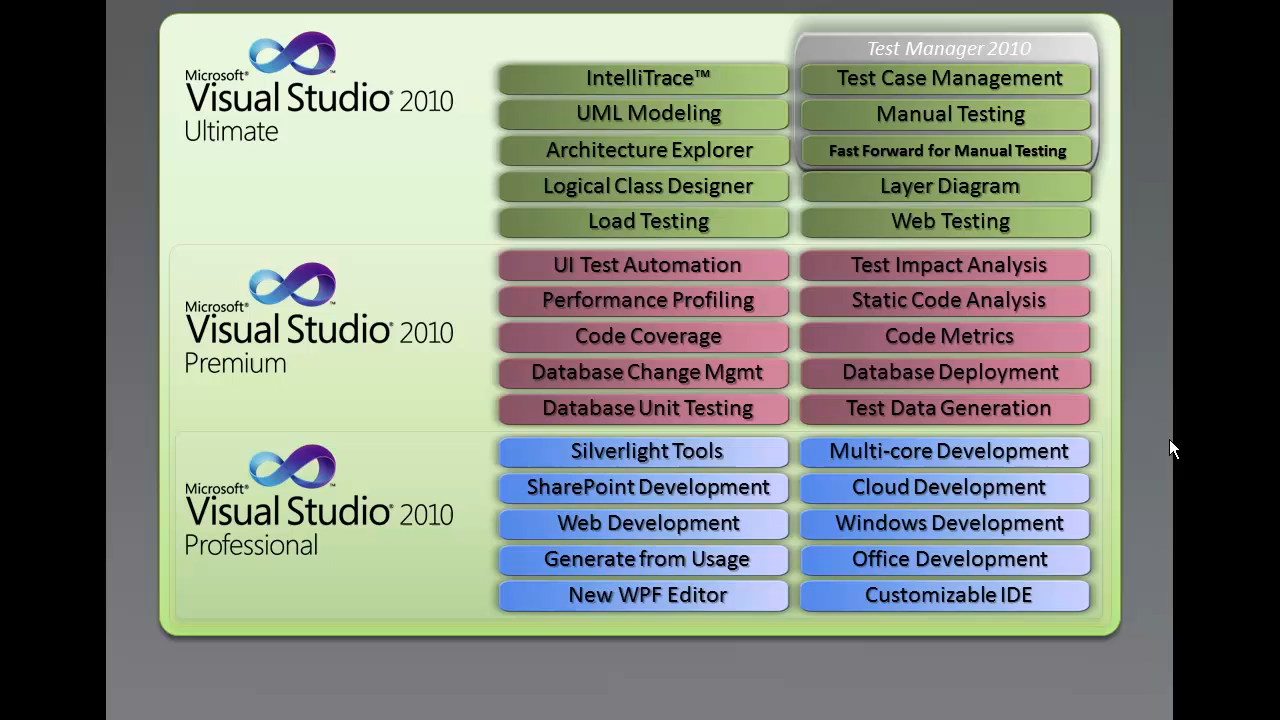 Microsoft®
Visual Studio® 2010
Ultimate
Test Manager 2010
IntelliTrace™
Test Case Management
UML Modeling
Manual Testing
Architecture Explorer
Fast Forward for Manual Testing
Logical Class Designer
Layer Diagram
Load Testing
Web Testing
Microsoft®
Visual Studio® 2010
Premium
UI Test Automation
Test Impact Analysis
Performance Profiling
Static Code Analysis
Code Coverage
Code Metrics
Database Change Mgmt
Database Deployment
Database Unit Testing
Test Data Generation
Microsoft®
Visual Studio® 2010
Professional
Silverlight Tools
Multi-core Development
SharePoint Development
Cloud Development
Web Development
Windows Development
Generate from Usage
Office Development
New WPF Editor
Customizable IDE